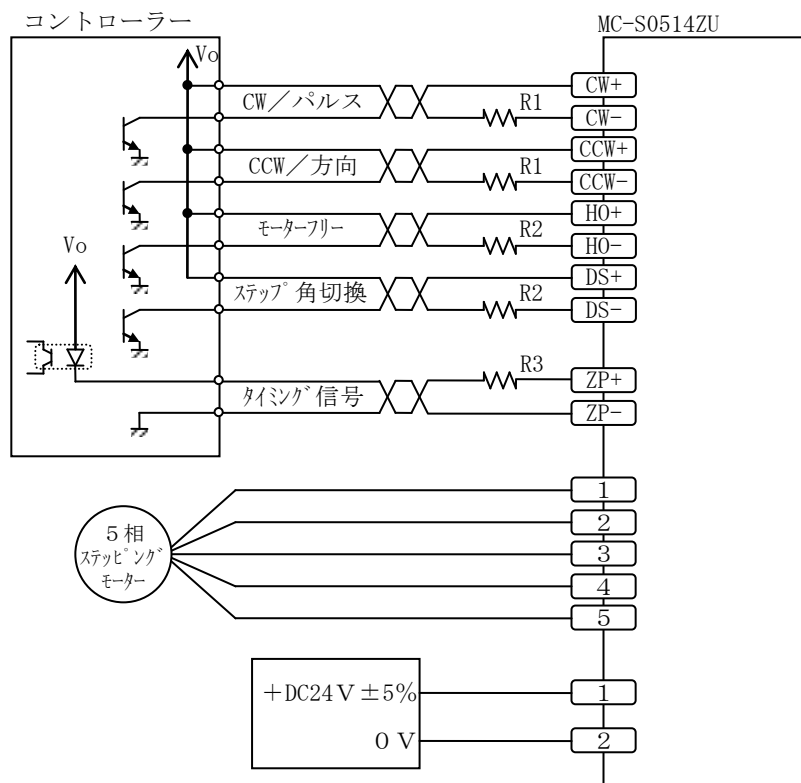 コントローラー
MC-S0514ZU
Vo
CW／パルス
R1
CW+
CW-
CCW／方向
R1
CCW+
CCW-
モーターフリー
R2
HO+
HO-
Vo
ステップ角切換
R2
DS+
DS-
タイミング信号
R3
ZP+
ZP-
５相
ステッピング
モーター
1
2
3
4
5
＋DC24Ｖ±5%
1
０Ｖ
2